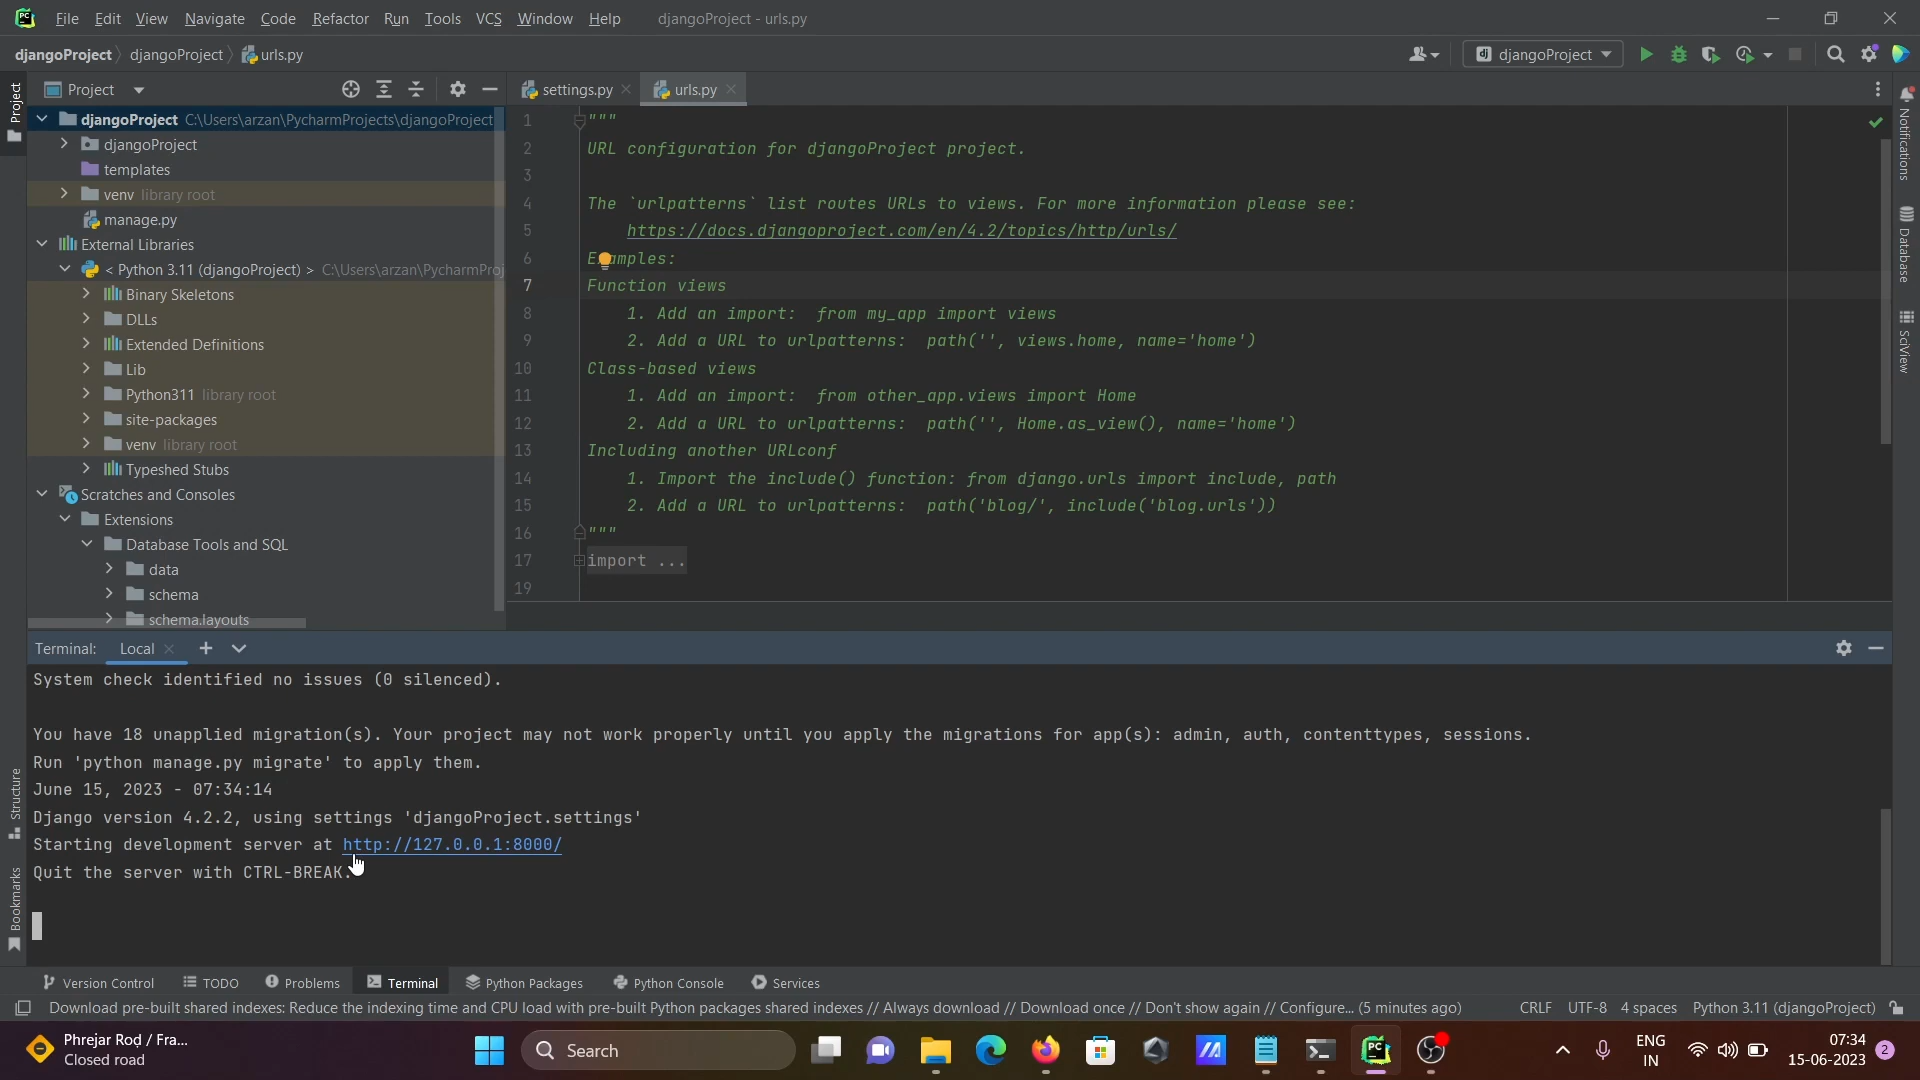 File Edit View Navigate Code Refactor Run Tools VCS Window Help djangoProject - urls.py
djangoProject djangoProject urls.py djangoProject
Project
Project
djangoProject C:\Users\arzan\PycharmProjects\djangoProject
djangoProject
templates
venv library root
manage.py
External Libraries
< Python 3.11 (djangoProject) > C:\Users\arzan\PycharmProj
Binary Skeletons
DLLs
Extended Definitions
Lib
Python311 library root
site-packages
venv library root
Typeshed Stubs
Scratches and Consoles
Extensions
Database Tools and SQL
data
schema
schema.layouts
settings.py urls.py
1 """
2 URL configuration for djangoProject project.
3
4 The `urlpatterns` list routes URLs to views. For more information please see:
5 https://docs.djangoproject.com/en/4.2/topics/http/urls/
6 Examples:
7 Function views
8 1. Add an import: from my_app import views
9 2. Add a URL to urlpatterns: path('', views.home, name='home')
10 Class-based views
11 1. Add an import: from other_app.views import Home
12 2. Add a URL to urlpatterns: path('', Home.as_view(), name='home')
13 Including another URLconf
14 1. Import the include() function: from django.urls import include, path
15 2. Add a URL to urlpatterns: path('blog/', include('blog.urls'))
16 """
17 import ...
19
Notifications
Database
SciView
Terminal: Local
System check identified no issues (0 silenced).
You have 18 unapplied migration(s). Your project may not work properly until you apply the migrations for app(s): admin, auth, contenttypes, sessions.
Run 'python manage.py migrate' to apply them.
June 15, 2023 - 07:34:14
Django version 4.2.2, using settings 'djangoProject.settings'
Starting development server at http://127.0.0.1:8000/
Quit the server with CTRL-BREAK.
Structure
Bookmarks
Version Control TODO Problems Terminal Python Packages Python Console Services
Download pre-built shared indexes: Reduce the indexing time and CPU load with pre-built Python packages shared indexes // Always download // Download once // Don't show again // Configure... (5 minutes ago) CRLF UTF-8 4 spaces Python 3.11 (djangoProject)
Phrejar Rod / Fra...
Closed road
Search
ENG
IN
07:34
15-06-2023
2